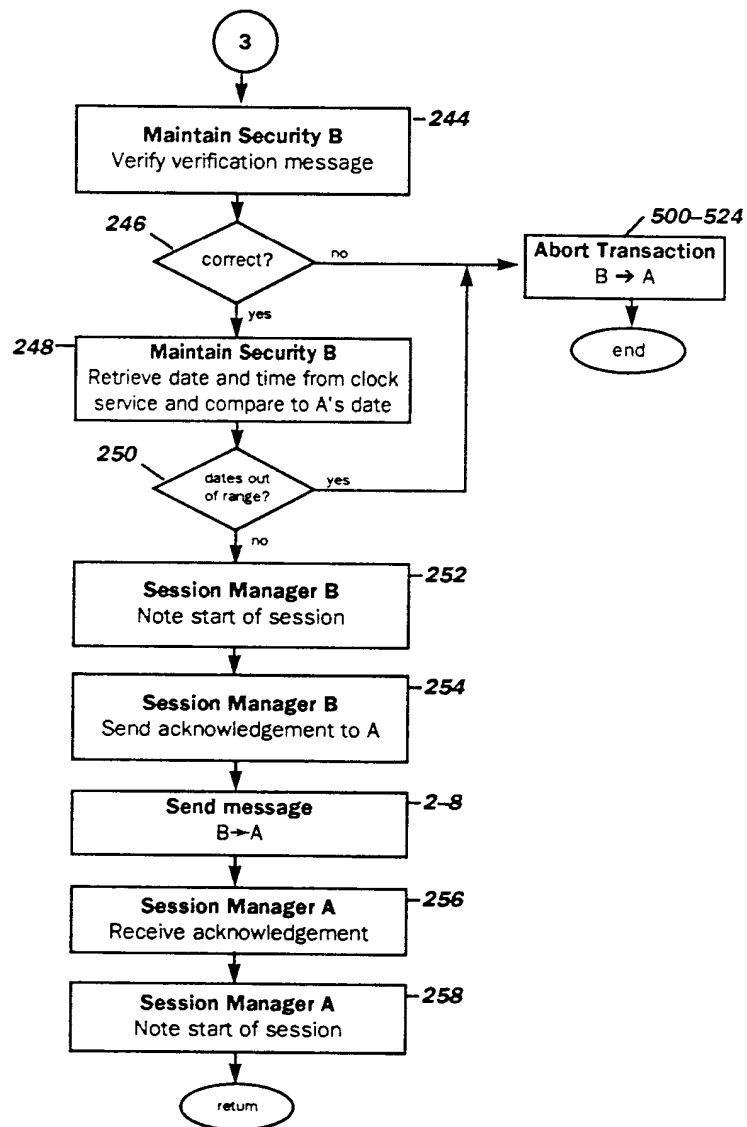 3
Maintain Security B
Verify verification message
244
246
correct?
no
yes
500-524
Abort Transaction
B → A
end
248
Maintain Security B
Retrieve date and time from clock
service and compare to A's date
250
dates out
of range?
yes
no
Session Manager B
Note start of session
252
Session Manager B
Send acknowledgement to A
254
Send message
B→A
2-8
Session Manager A
Receive acknowledgement
256
Session Manager A
Note start of session
258
return